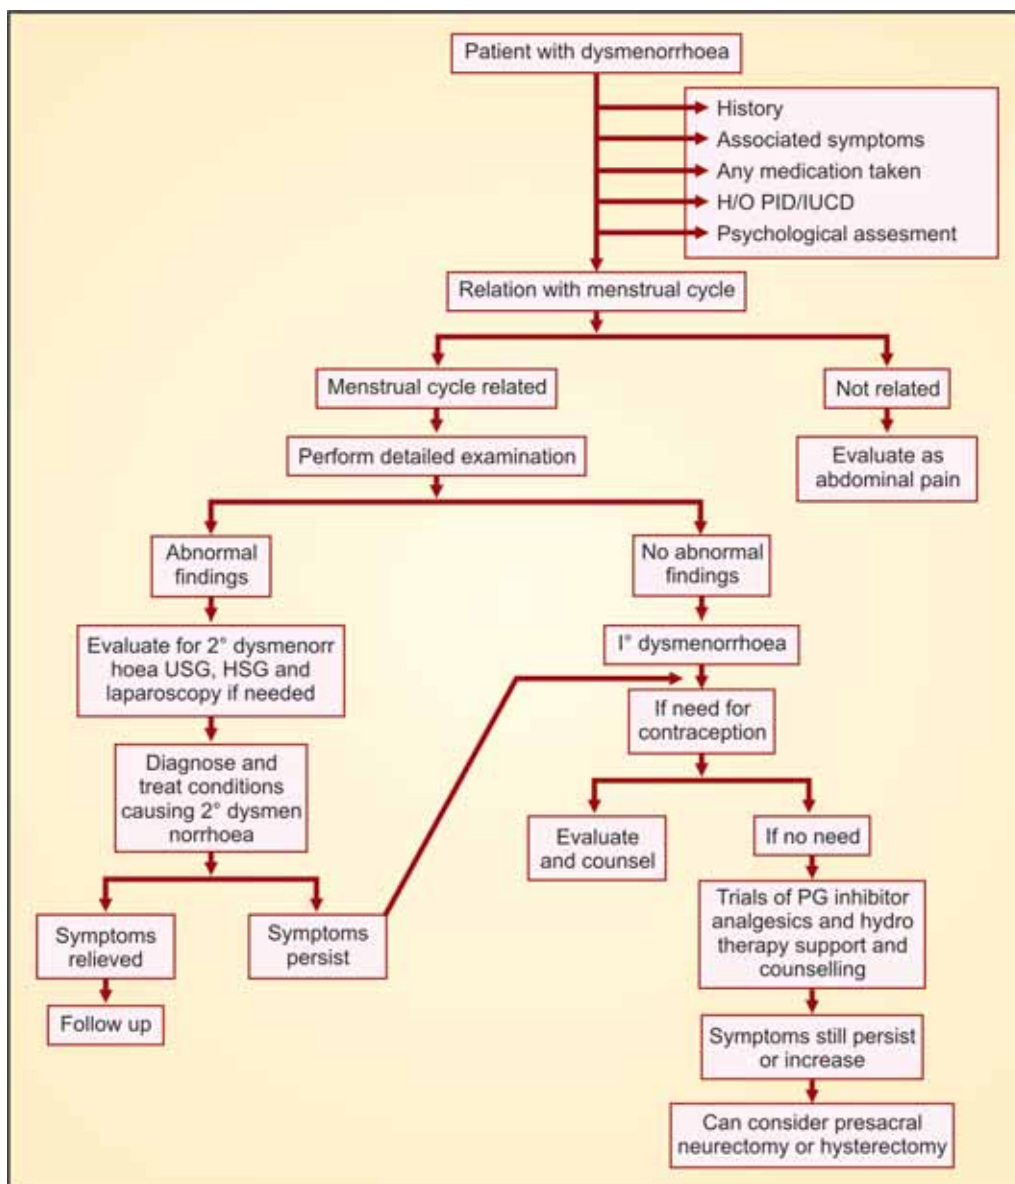 Patient with dysmenorrhoea
History
Associated symptoms
Any medication taken
H/O PID/IUCD
Psychological assesment
Relation with menstrual cycle
Menstrual cycle related
Not related
Perform detailed examination
Evaluate as
abdominal pain
Abnormal
findings
No abnormal
findings
Evaluate for 2° dysmenorr
hoea USG, HSG and
laparoscopy if needed
I° dysmenorrhoea
If need for
contraception
Diagnose and
treat conditions
causing 2° dysmen
norrhoea
Evaluate
and counsel
If no need
Symptoms
relieved
Symptoms
persist
Trials of PG inhibitor
analgesics and hydro
therapy support and
counselling
Follow up
Symptoms still persist
or increase
Can consider presacral
neurectomy or hysterectomy